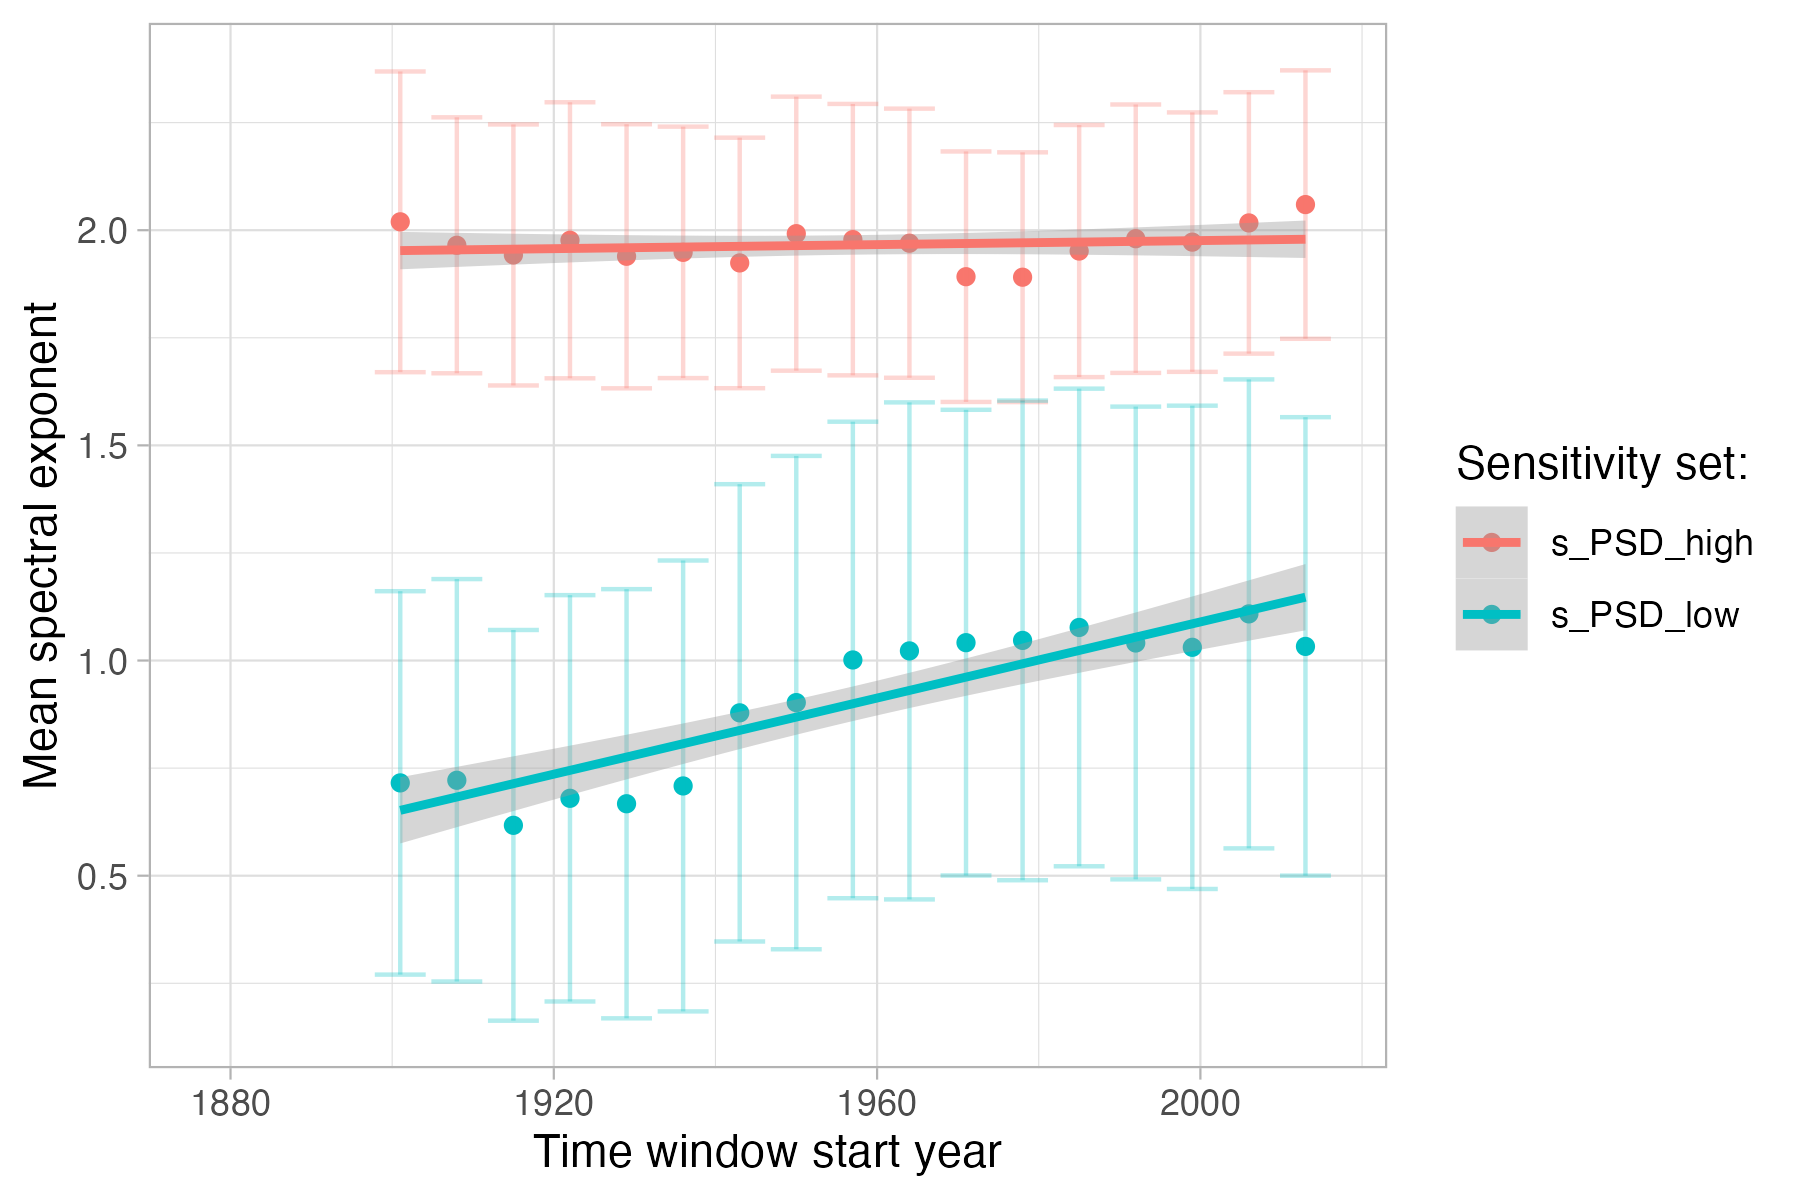 Mean spectral exponent
2.0
1.5
1.0
0.5
1880 1920 1960 2000
Time window start year
Sensitivity set:
s_PSD_high
s_PSD_low